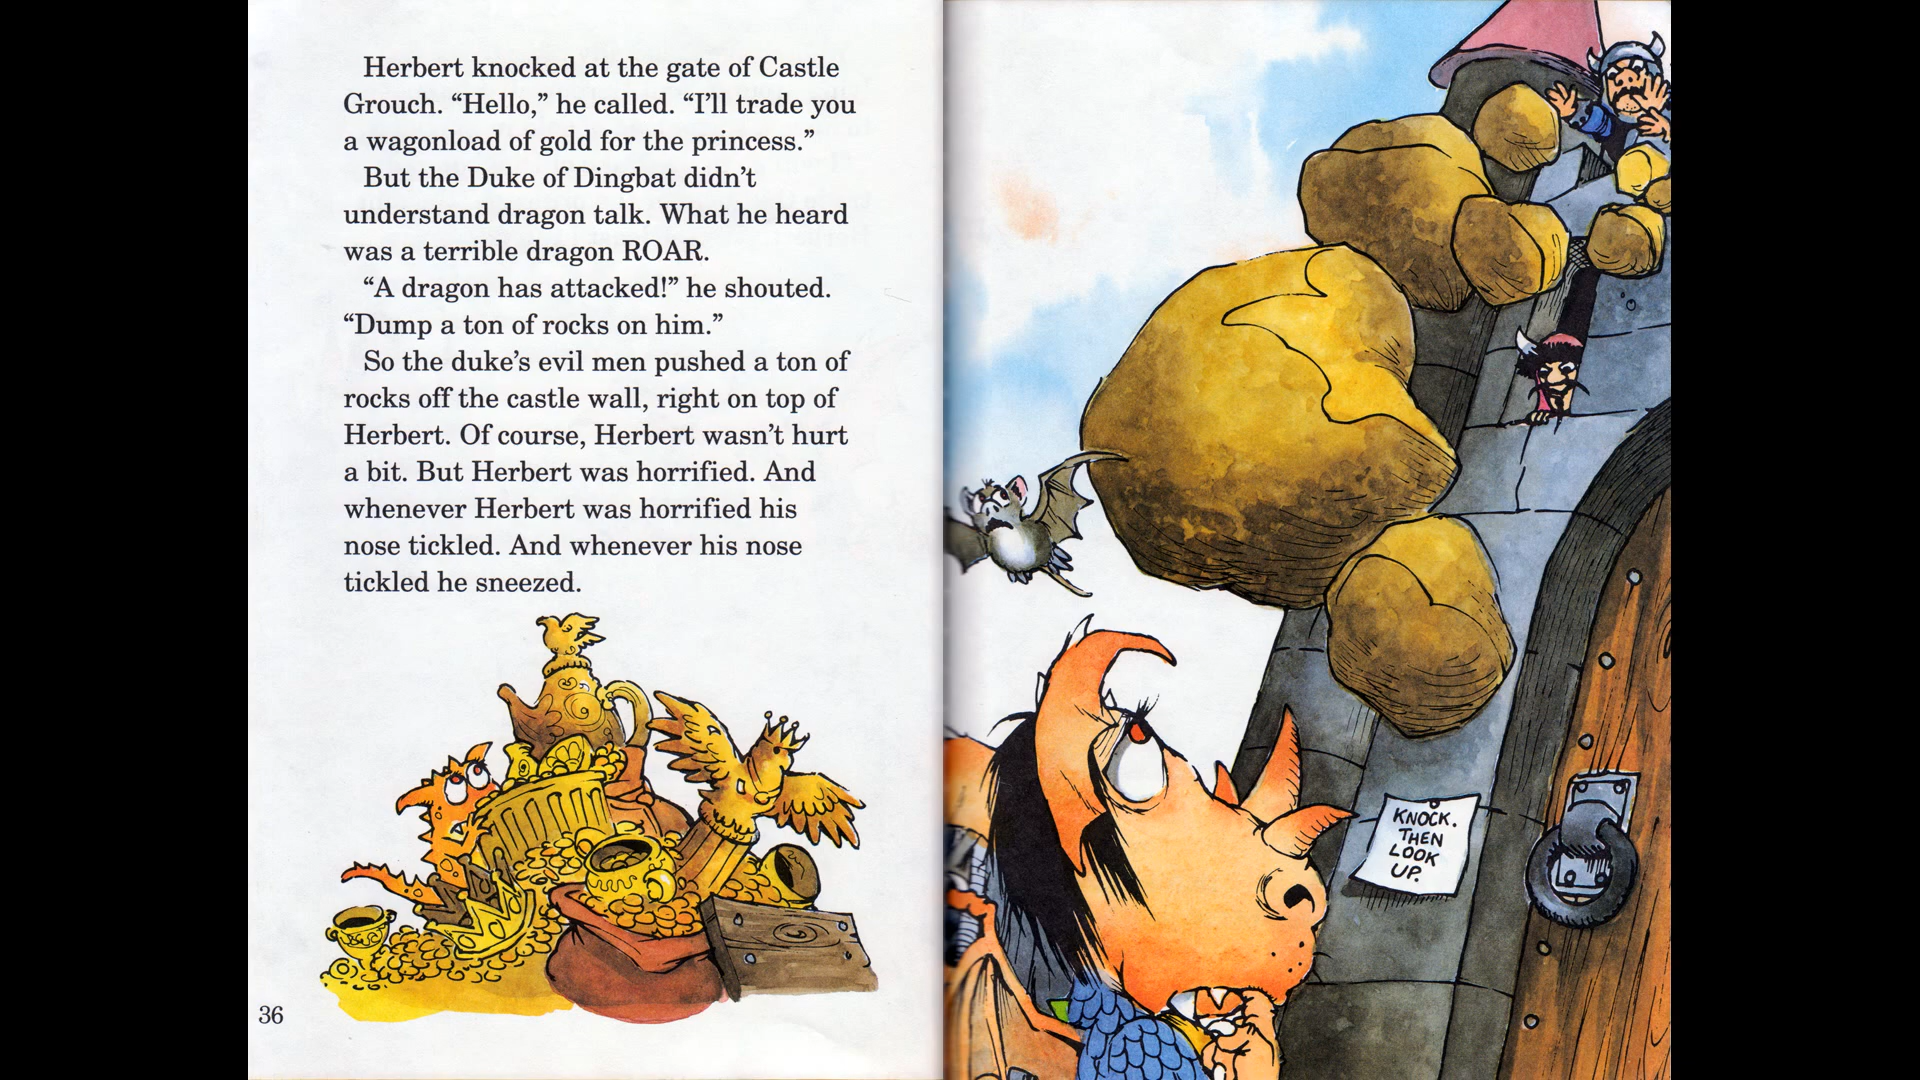 Herbert knocked at the gate of Castle
Grouch. “Hello,” he called. “I’ll trade you
a wagonload of gold for the princess.”
But the Duke of Dingbat didn’t
understand dragon talk. What he heard
was a terrible dragon ROAR.
“A dragon has attacked!” he shouted.
“Dump a ton of rocks on him.”
So the duke’s evil men pushed a ton of
rocks off the castle wall, right on top of
Herbert. Of course, Herbert wasn’t hurt
a bit. But Herbert was horrified. And
whenever Herbert was horrified his
nose tickled. And whenever his nose
tickled he sneezed.
36
KNOCK.
THEN
LOOK
UP.